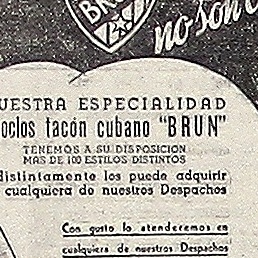 BRU
no son
UESTRA ESPECIALIDAD
oclos tacón cubano "BRUN"
TENEMOS A SU DISPOSICION
MAS DE 100 ESTILOS DISTINTOS
distintamente los puede adquirir
cualquiera de nuestros Despachos
Con gusto lo atenderemos en
cualquiera de nuestros Despachos